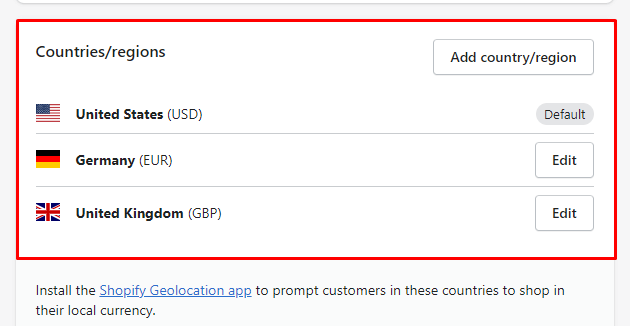 Countries/regions
Add country/region
United States (USD)
Default
Germany (EUR)
Edit
United Kingdom (GBP)
Edit
Install the Shopify Geolocation app to prompt customers in these countries to shop in
their local currency.